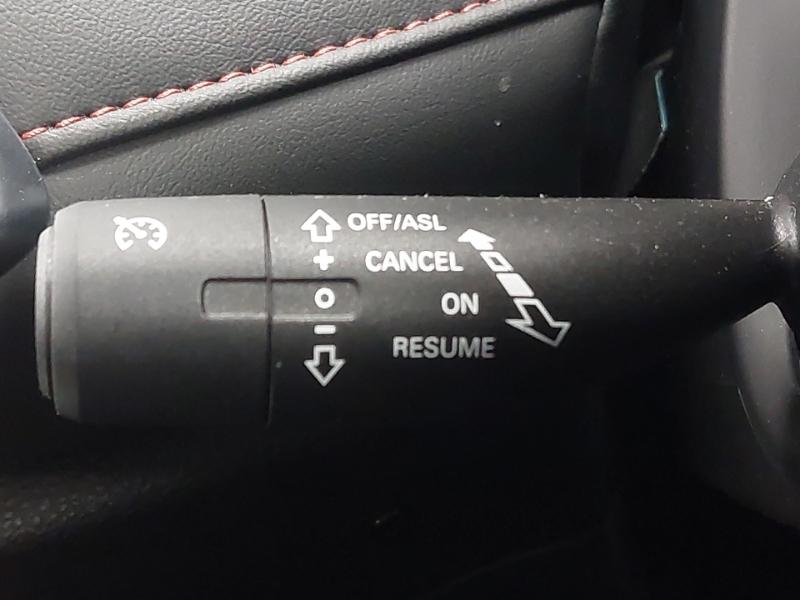 OFF/ASL
+ CANCEL
O ON
- RESUME